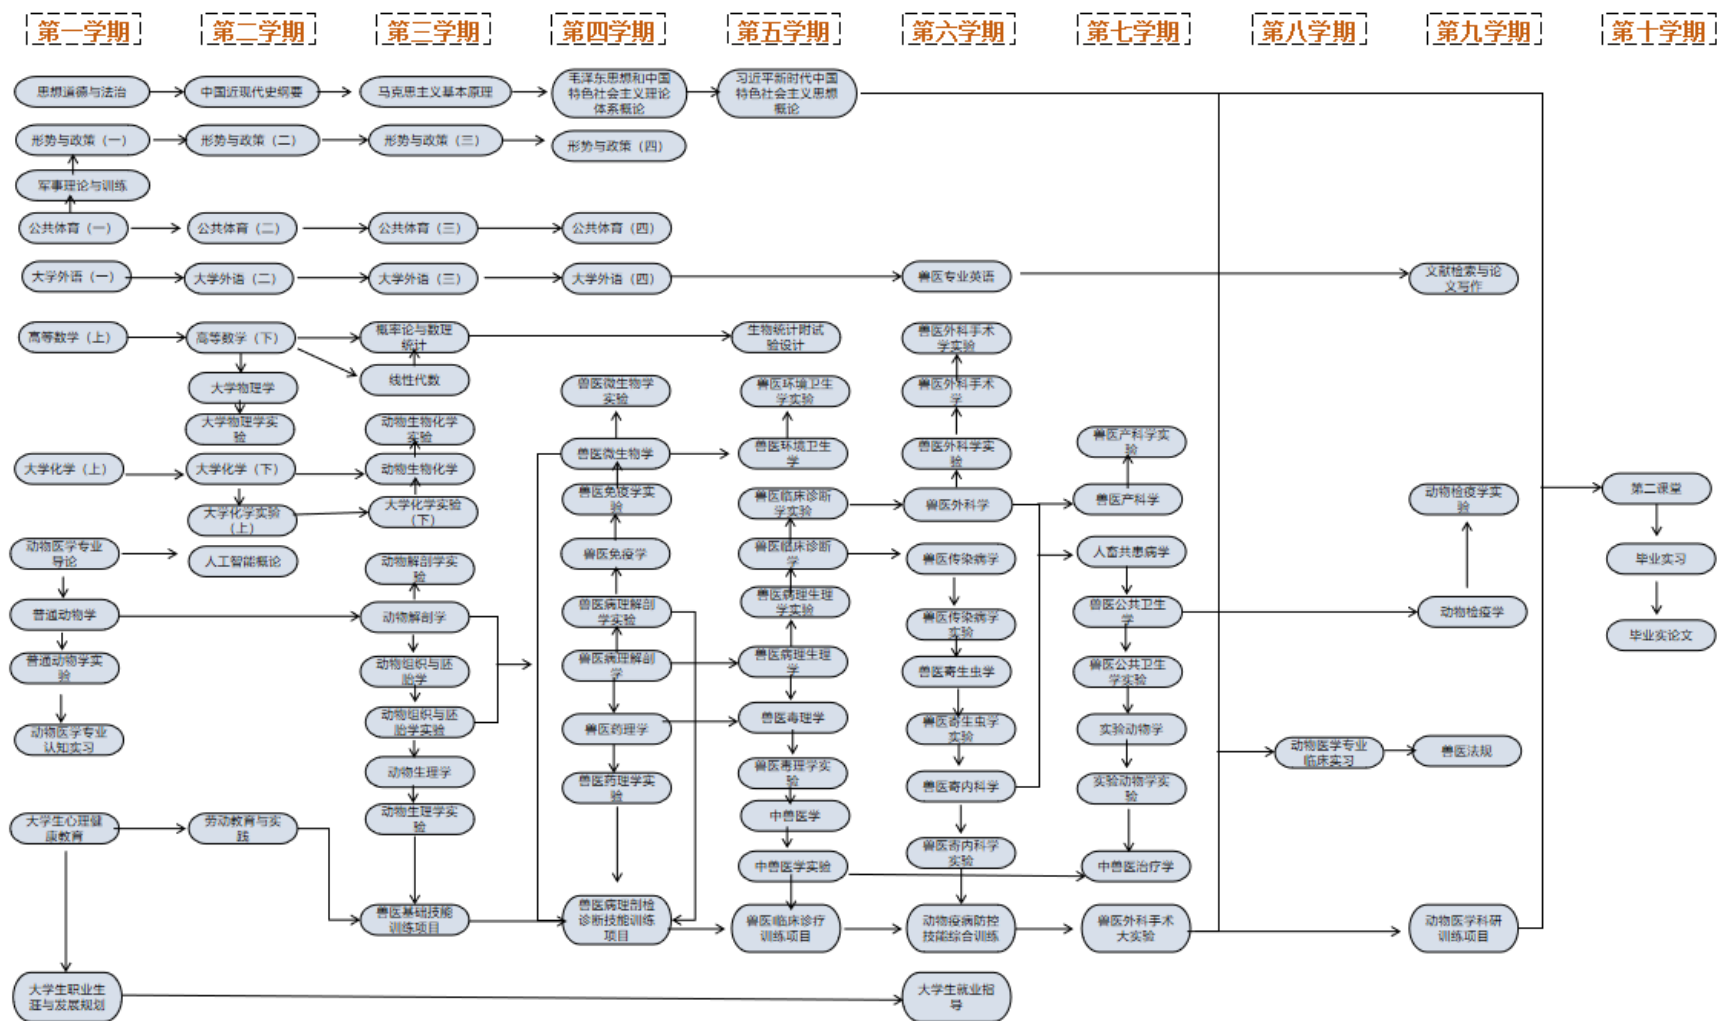 第一学期
第二学期
第三学期
第四学期
第五学期
第六学期
第七学期
第八学期
第九学期
第十学期
思想道德与法治
中国近现代史纲要
马克思主义基本原理
毛泽东思想和中国
特色社会主义理论
体系概论
习近平新时代中国
特色社会主义思想
概论
形势与政策（一）
形势与政策（二）
形势与政策（三）
形势与政策（四）
军事理论与训练
公共体育（一）
公共体育（二）
公共体育（三）
公共体育（四）
大学外语（一）
大学外语（二）
大学外语（三）
大学外语（四）
兽医专业英语
文献检索与论
文写作
高等数学（上）
高等数学（下）
概率论与数理
统计
生物统计附试
验设计
线性代数
大学物理学
大学物理学实
验
大学化学（上）
大学化学（下）
大学化学实验
（上）
动物生物化学
实验
动物生物化学
大学化学实验
（下）
动物医学专业
导论
人工智能概论
普通动物学
普通动物学实
验
动物医学专业
认知实习
动物解剖学实
验
动物解剖学
动物组织与胚
胎学
动物组织与胚
胎学实验
动物生理学
动物生理学实
验
大学生心理健
康教育
劳动教育与实
践
兽医基础技能
训练项目
大学生职业生
涯与发展规划
兽医微生物学
实验
兽医微生物学
兽医免疫学实
验
兽医免疫学
兽医病理解剖
学实验
兽医病理解剖
学
兽医药理学
兽医药理学实
验
兽医病理剖检
诊断技能训练
项目
兽医环境卫生
学实验
兽医环境卫生
学
兽医临床诊断
学实验
兽医临床诊断
学
兽医病理生理
学实验
兽医病理生理
学
兽医毒理学
兽医毒理学实
验
中兽医学
中兽医学实验
兽医临床诊疗
训练项目
兽医外科手术
学实验
兽医外科手术
学
兽医外科学实
验
兽医外科学
兽医传染病学
兽医传染病学
实验
兽医寄生虫学
兽医寄生虫学
实验
兽医寄内科学
兽医寄内科学
实验
动物疫病防控
技能综合训练
大学生就业指
导
兽医产科学实
验
兽医产科学
人畜共患病学
兽医公共卫生
学
兽医公共卫生
学实验
实验动物学
实验动物学实
验
中兽医治疗学
兽医外科手术
大实验
动物医学专业
临床实习
动物检疫学实
验
动物检疫学
兽医法规
动物医学科研
训练项目
第二课堂
毕业实习
毕业实论文